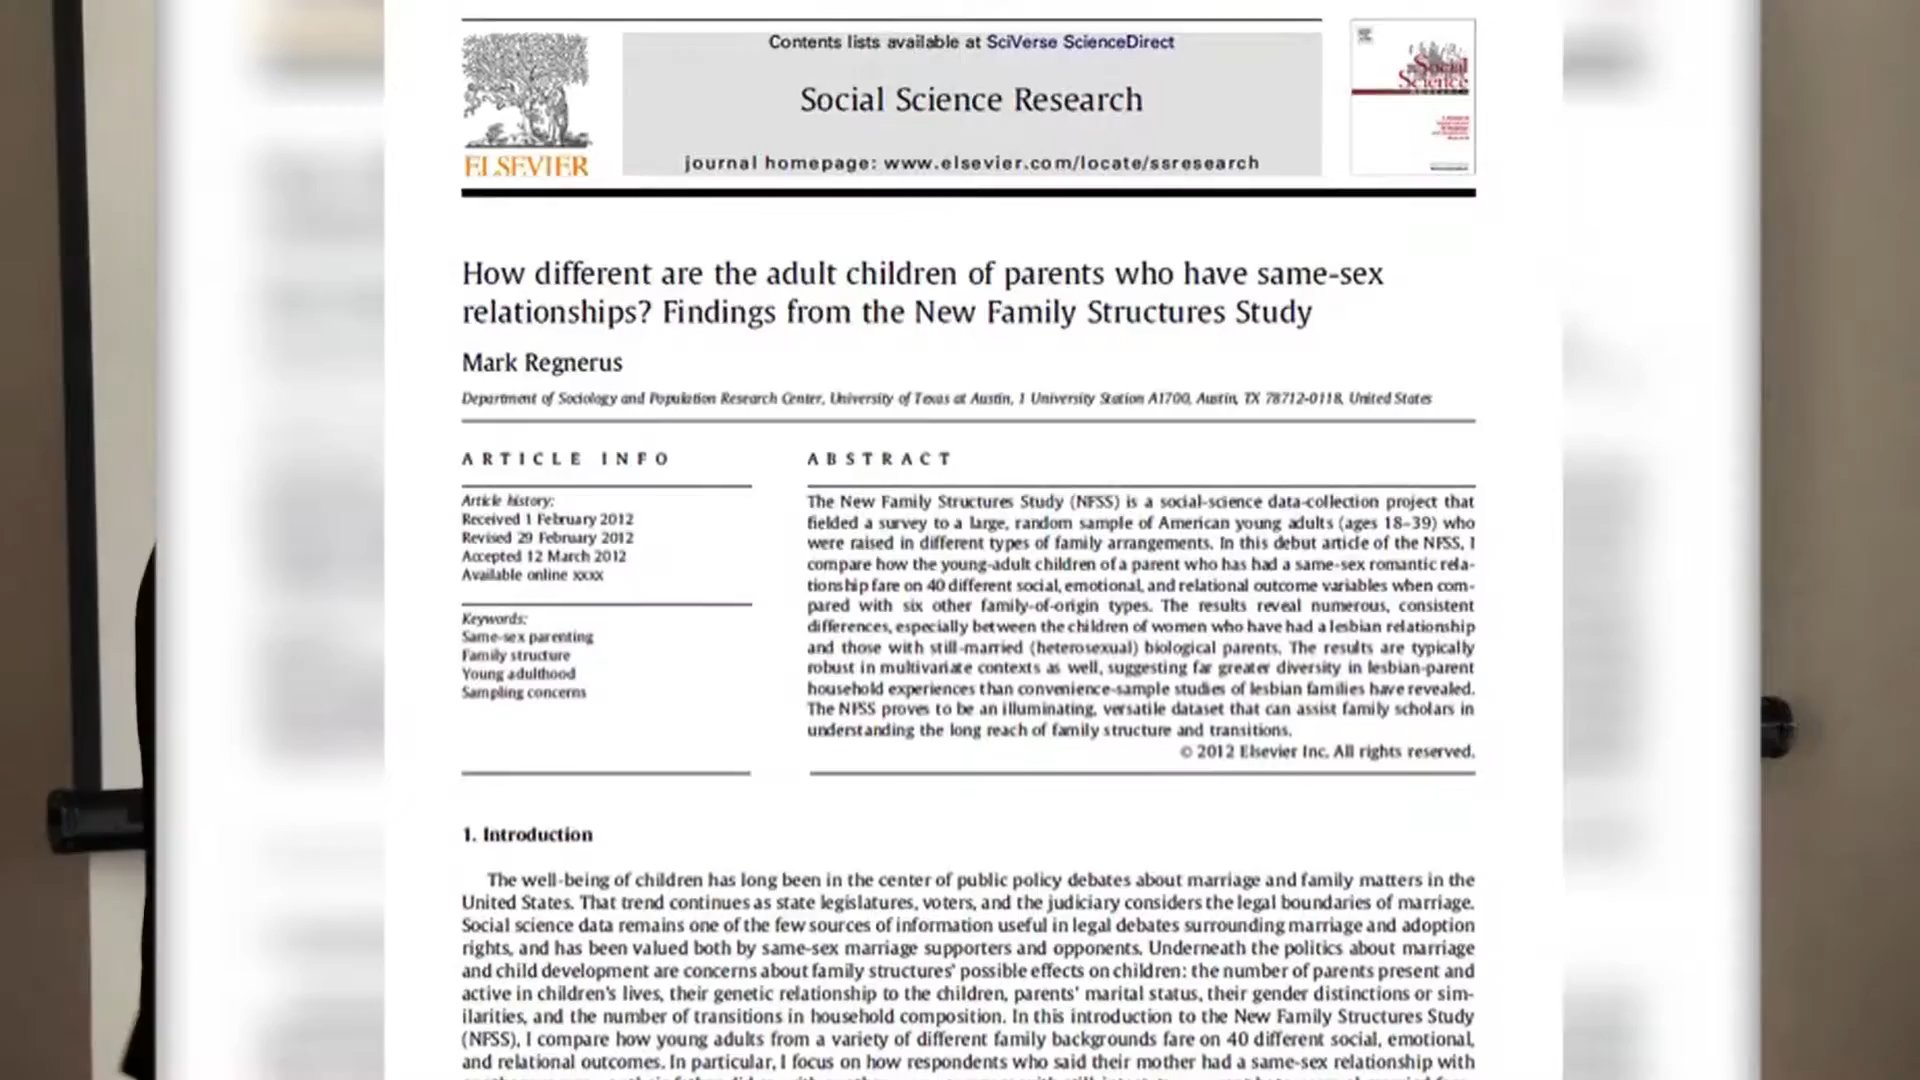 Contents lists available at SciVerse ScienceDirect
Social Science Research
journal homepage: www.elsevier.com/locate/ssresearch
ELSEVIER
Social
Science
How different are the adult children of parents who have same-sex
relationships? Findings from the New Family Structures Study
Mark Regnerus
Department of Sociology and Population Research Center, University of Texas at Austin, 1 University Station A1700, Austin, TX 78712-0118, United States
ARTICLE INFO
Article history:
Received 1 February 2012
Revised 29 February 2012
Accepted 12 March 2012
Available online xxxx
Keywords:
Same-sex parenting
Family structure
Young adulthood
Sampling concerns
ABSTRACT
The New Family Structures Study (NFSS) is a social-science data-collection project that
fielded a survey to a large, random sample of American young adults (ages 18–39) who
were raised in different types of family arrangements. In this debut article of the NFSS, I
compare how the young-adult children of a parent who has had a same-sex romantic rela-
tionship fare on 40 different social, emotional, and relational outcome variables when com-
pared with six other family-of-origin types. The results reveal numerous, consistent
differences, especially between the children of women who have had a lesbian relationship
and those with still-married (heterosexual) biological parents. The results are typically
robust in multivariate contexts as well, suggesting far greater diversity in lesbian-parent
household experiences than convenience-sample studies of lesbian families have revealed.
The NFSS proves to be an illuminating, versatile dataset that can assist family scholars in
understanding the long reach of family structure and transitions.
© 2012 Elsevier Inc. All rights reserved.
1. Introduction
The well-being of children has long been in the center of public policy debates about marriage and family matters in the
United States. That trend continues as state legislatures, voters, and the judiciary considers the legal boundaries of marriage.
Social science data remains one of the few sources of information useful in legal debates surrounding marriage and adoption
rights, and has been valued both by same-sex marriage supporters and opponents. Underneath the politics about marriage
and child development are concerns about family structures' possible effects on children: the number of parents present and
active in children's lives, their genetic relationship to the children, parents' marital status, their gender distinctions or sim-
ilarities, and the number of transitions in household composition. In this introduction to the New Family Structures Study
(NFSS), I compare how young adults from a variety of different family backgrounds fare on 40 different social, emotional,
and relational outcomes. In particular, I focus on how respondents who said their mother had a same-sex relationship with